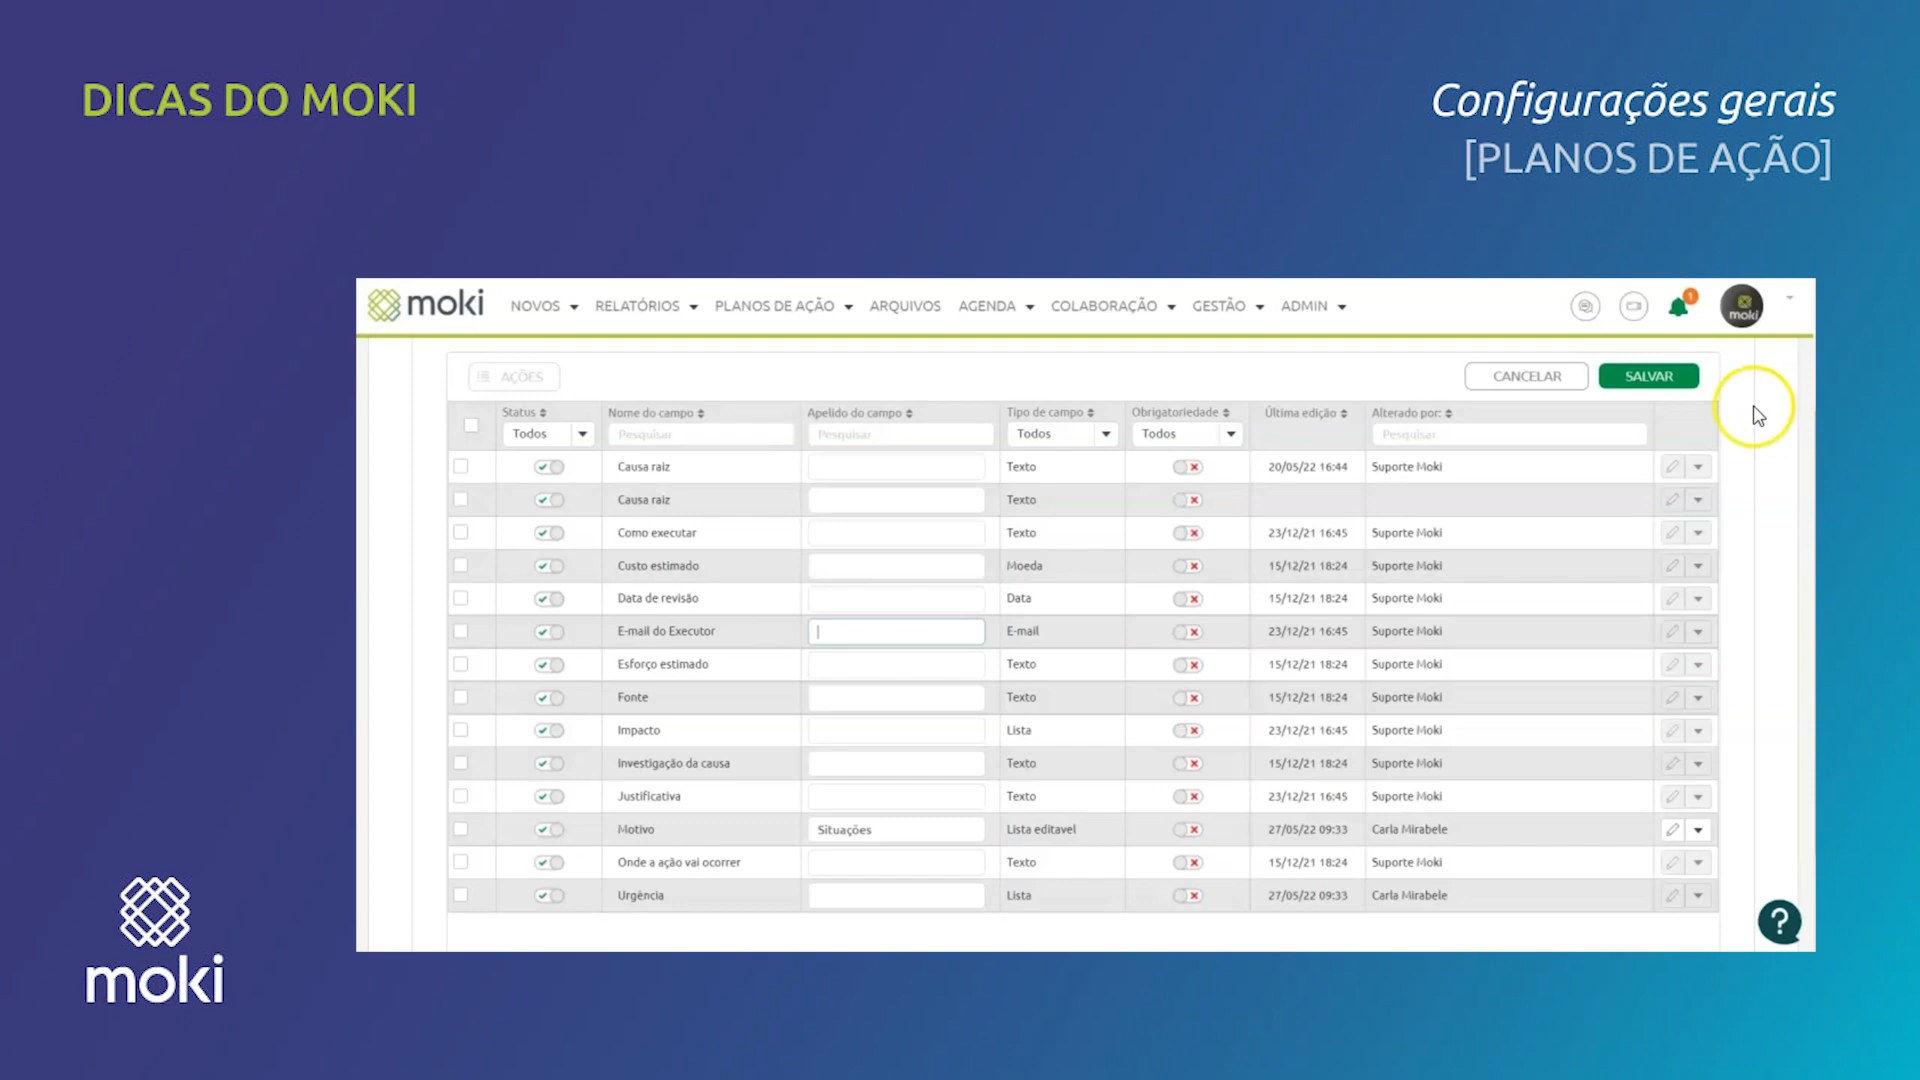 DICAS DO MOKI
Configurações gerais
[PLANOS DE AÇÃO]
moki NOVOS RELATÓRIOS PLANOS DE AÇÃO ARQUIVOS AGENDA COLABORAÇÃO GESTÃO ADMIN 1 moki
AÇÕES CANCELAR SALVAR
Status Nome do campo Apelido do campo Tipo de campo Obrigatoriedade Última edição Alterado por:
Todos Pesquisar Pesquisar Todos Todos Pesquisar
Causa raiz Texto 20/05/22 16:44 Suporte Moki
Causa raiz Texto
Como executar Texto 23/12/21 16:45 Suporte Moki
Custo estimado Moeda 15/12/21 18:24 Suporte Moki
Data de revisão Data 15/12/21 18:24 Suporte Moki
E-mail do Executor E-mail 23/12/21 16:45 Suporte Moki
Esforço estimado Texto 15/12/21 18:24 Suporte Moki
Fonte Texto 15/12/21 18:24 Suporte Moki
Impacto Lista 23/12/21 16:45 Suporte Moki
Investigação da causa Texto 15/12/21 18:24 Suporte Moki
Justificativa Texto 23/12/21 16:45 Suporte Moki
Motivo Situações Lista editavel 27/05/22 09:33 Carla Mirabele
Onde a ação vai ocorrer Texto 15/12/21 18:24 Suporte Moki
Urgência Lista 27/05/22 09:33 Carla Mirabele
?
moki